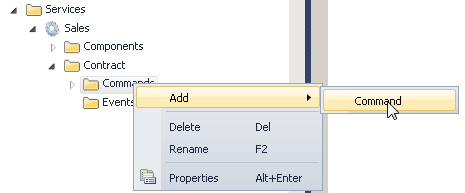 Services
Sales
Components
Contract
Commands
Events
Add
Command
Delete Del
Rename F2
Properties Alt+Enter